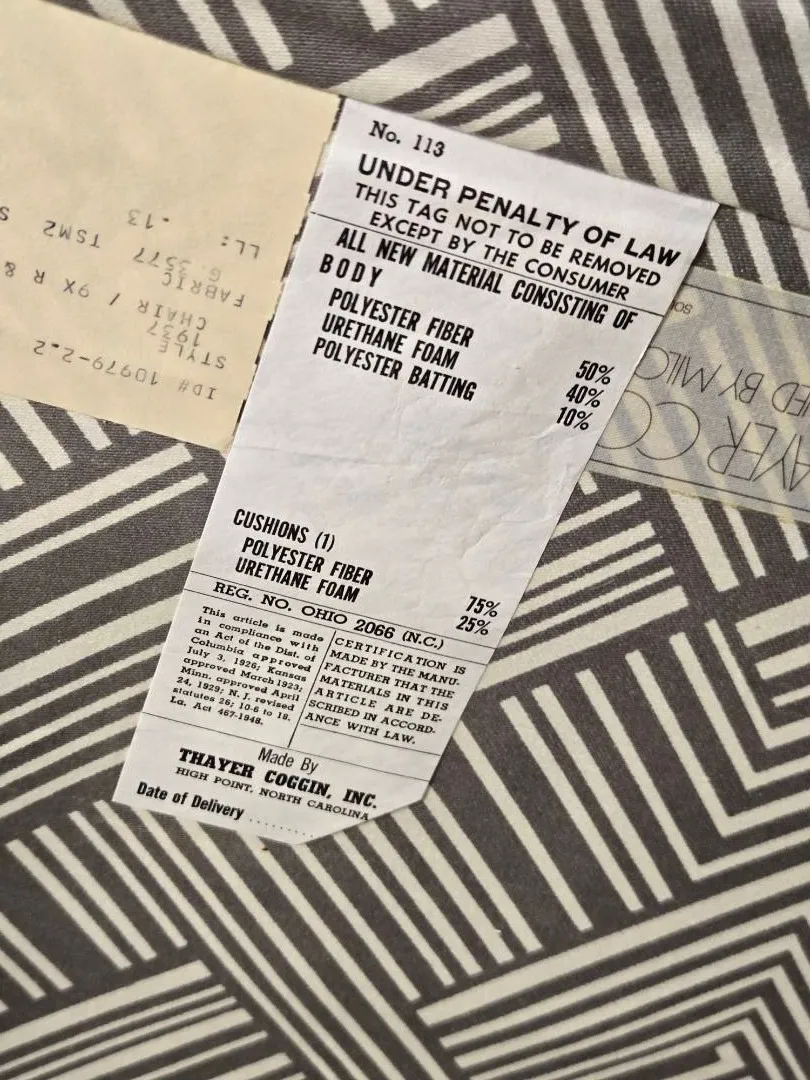 No. 113
UNDER PENALTY OF LAW
THIS TAG NOT TO BE REMOVED
EXCEPT BY THE CONSUMER
ALL NEW MATERIAL CONSISTING OF
BODY
POLYESTER FIBER 50%
URETHANE FOAM 40%
POLYESTER BATTING 10%
CUSHIONS (1)
POLYESTER FIBER 75%
URETHANE FOAM 25%
REG. NO. OHIO 2066 (N.C.)
This article is made
in compliance with
an Act of the Dist. of
Columbia approved
July 3, 1926; Kansas
approved March 1923;
Minn. approved April
24, 1929; N. J. revised
statutes 26; 10-6 to 18.
La. Act 467-1948.
CERTIFICATION IS
MADE BY THE MANU-
FACTURER THAT THE
MATERIALS IN THIS
ARTICLE ARE DE-
SCRIBED IN ACCORD-
ANCE WITH LAW.
Made By
THAYER COGGIN, INC.
HIGH POINT, NORTH CAROLINA
Date of Delivery ..........
ID# 10979-2.2
STYLE
1937
CHAIR / 9X R &
FABRIC
G 3577 TSM2 S
LL: .13
AYER CO
ED BY MILO